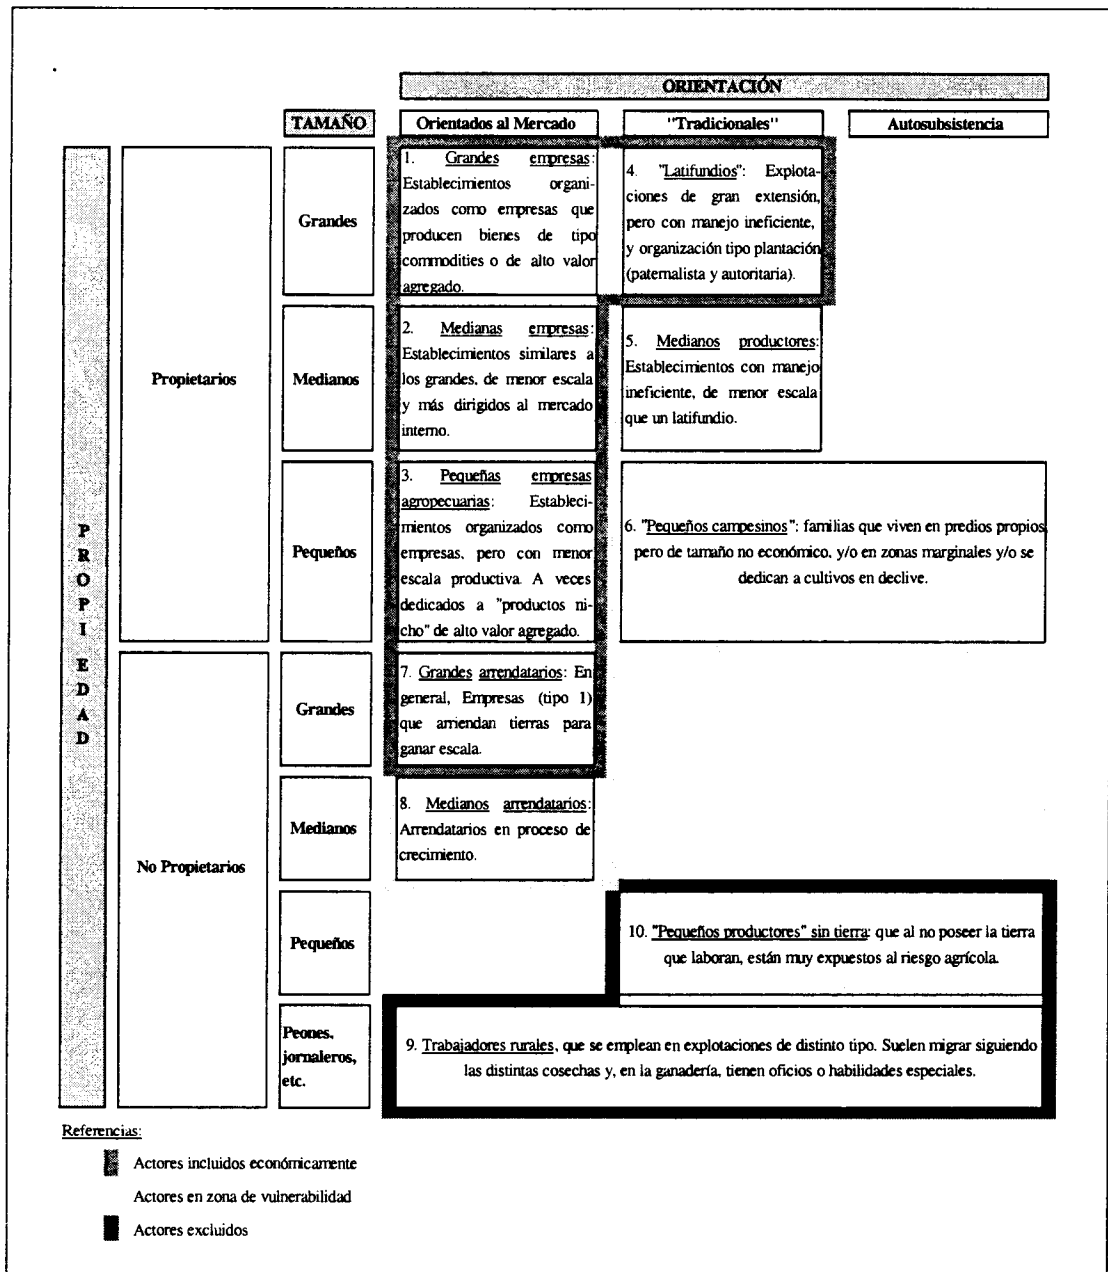 ORIENTACIÓN
TAMAÑO
Orientados al Mercado
"Tradicionales"
Autosubsistencia
PROPIEDAD
Propietarios
Grandes
1. Grandes empresas:
Establecimientos organi-
zados como empresas que
producen bienes de tipo
commodities o de alto valor
agregado.
4. "Latifundios": Explota-
ciones de gran extensión,
pero con manejo ineficiente,
y organización tipo plantación
(paternalista y autoritaria).
Medianos
2. Medianas empresas:
Establecimientos similares a
los grandes, de menor escala
y más dirigidos al mercado
interno.
5. Medianos productores:
Establecimientos con manejo
ineficiente, de menor escala
que un latifundio.
Pequeños
3. Pequeñas empresas
agropecuarias: Estableci-
mientos organizados como
empresas, pero con menor
escala productiva. A veces
dedicados a "productos ni-
cho" de alto valor agregado.
6. "Pequeños campesinos": familias que viven en predios propios,
pero de tamaño no económico, y/o en zonas marginales y/o se
dedican a cultivos en declive.
No Propietarios
Grandes
7. Grandes arrendatarios: En
general, Empresas (tipo 1)
que arriendan tierras para
ganar escala.
Medianos
8. Medianos arrendatarios:
Arrendatarios en proceso de
crecimiento.
Pequeños
10. "Pequeños productores" sin tierra: que al no poseer la tierra
que laboran, están muy expuestos al riesgo agrícola.
Peones,
jornaleros,
etc.
9. Trabajadores rurales, que se emplean en explotaciones de distinto tipo. Suelen migrar siguiendo
las distintas cosechas y, en la ganadería, tienen oficios o habilidades especiales.
Referencias:
Actores incluidos económicamente
Actores en zona de vulnerabilidad
Actores excluidos